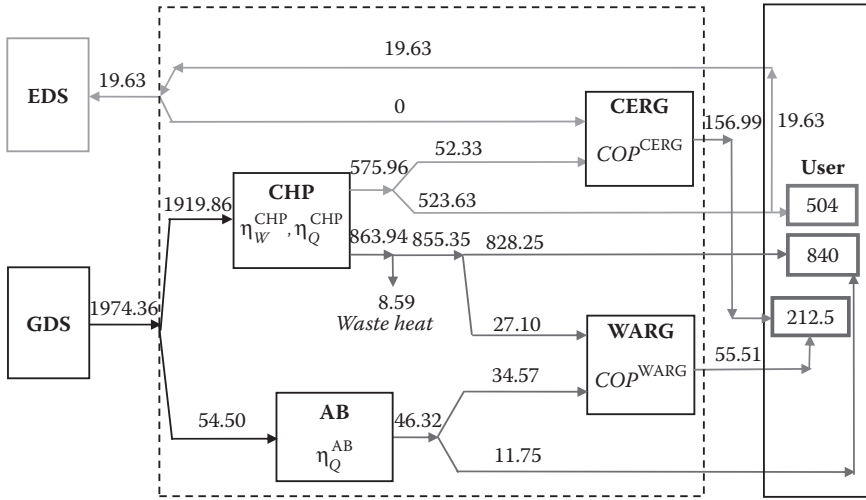 19.63
19.63
EDS
0
CERG
COP^CERG
156.99
19.63
52.33
575.96
User
1919.86
CHP
η_W^CHP, η_Q^CHP
523.63
504
863.94
855.35
828.25
840
1974.36
GDS
8.59
Waste heat
27.10
WARG
COP^WARG
212.5
55.51
34.57
54.50
AB
η_Q^AB
46.32
11.75